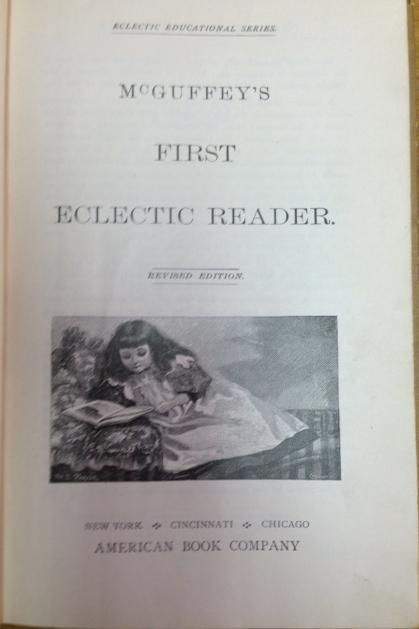 ECLECTIC EDUCATIONAL SERIES.
McGUFFEY'S
FIRST
ECLECTIC READER.
REVISED EDITION.
NEW YORK ⁘ CINCINNATI ⁘ CHICAGO
AMERICAN BOOK COMPANY